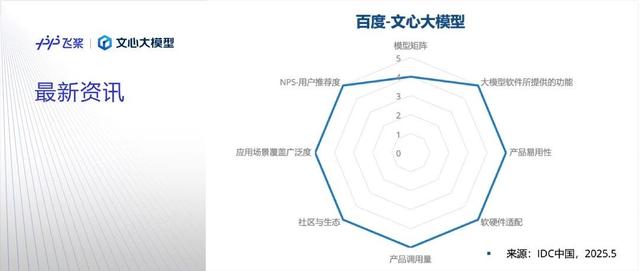 飞桨 文心大模型
最新资讯
百度-文心大模型
模型矩阵
大模型软件所提供的功能
产品易用性
软硬件适配
产品调用量
社区与生态
应用场景覆盖广泛度
NPS-用户推荐度
5
4
3
2
1
0
来源：IDC中国，2025.5